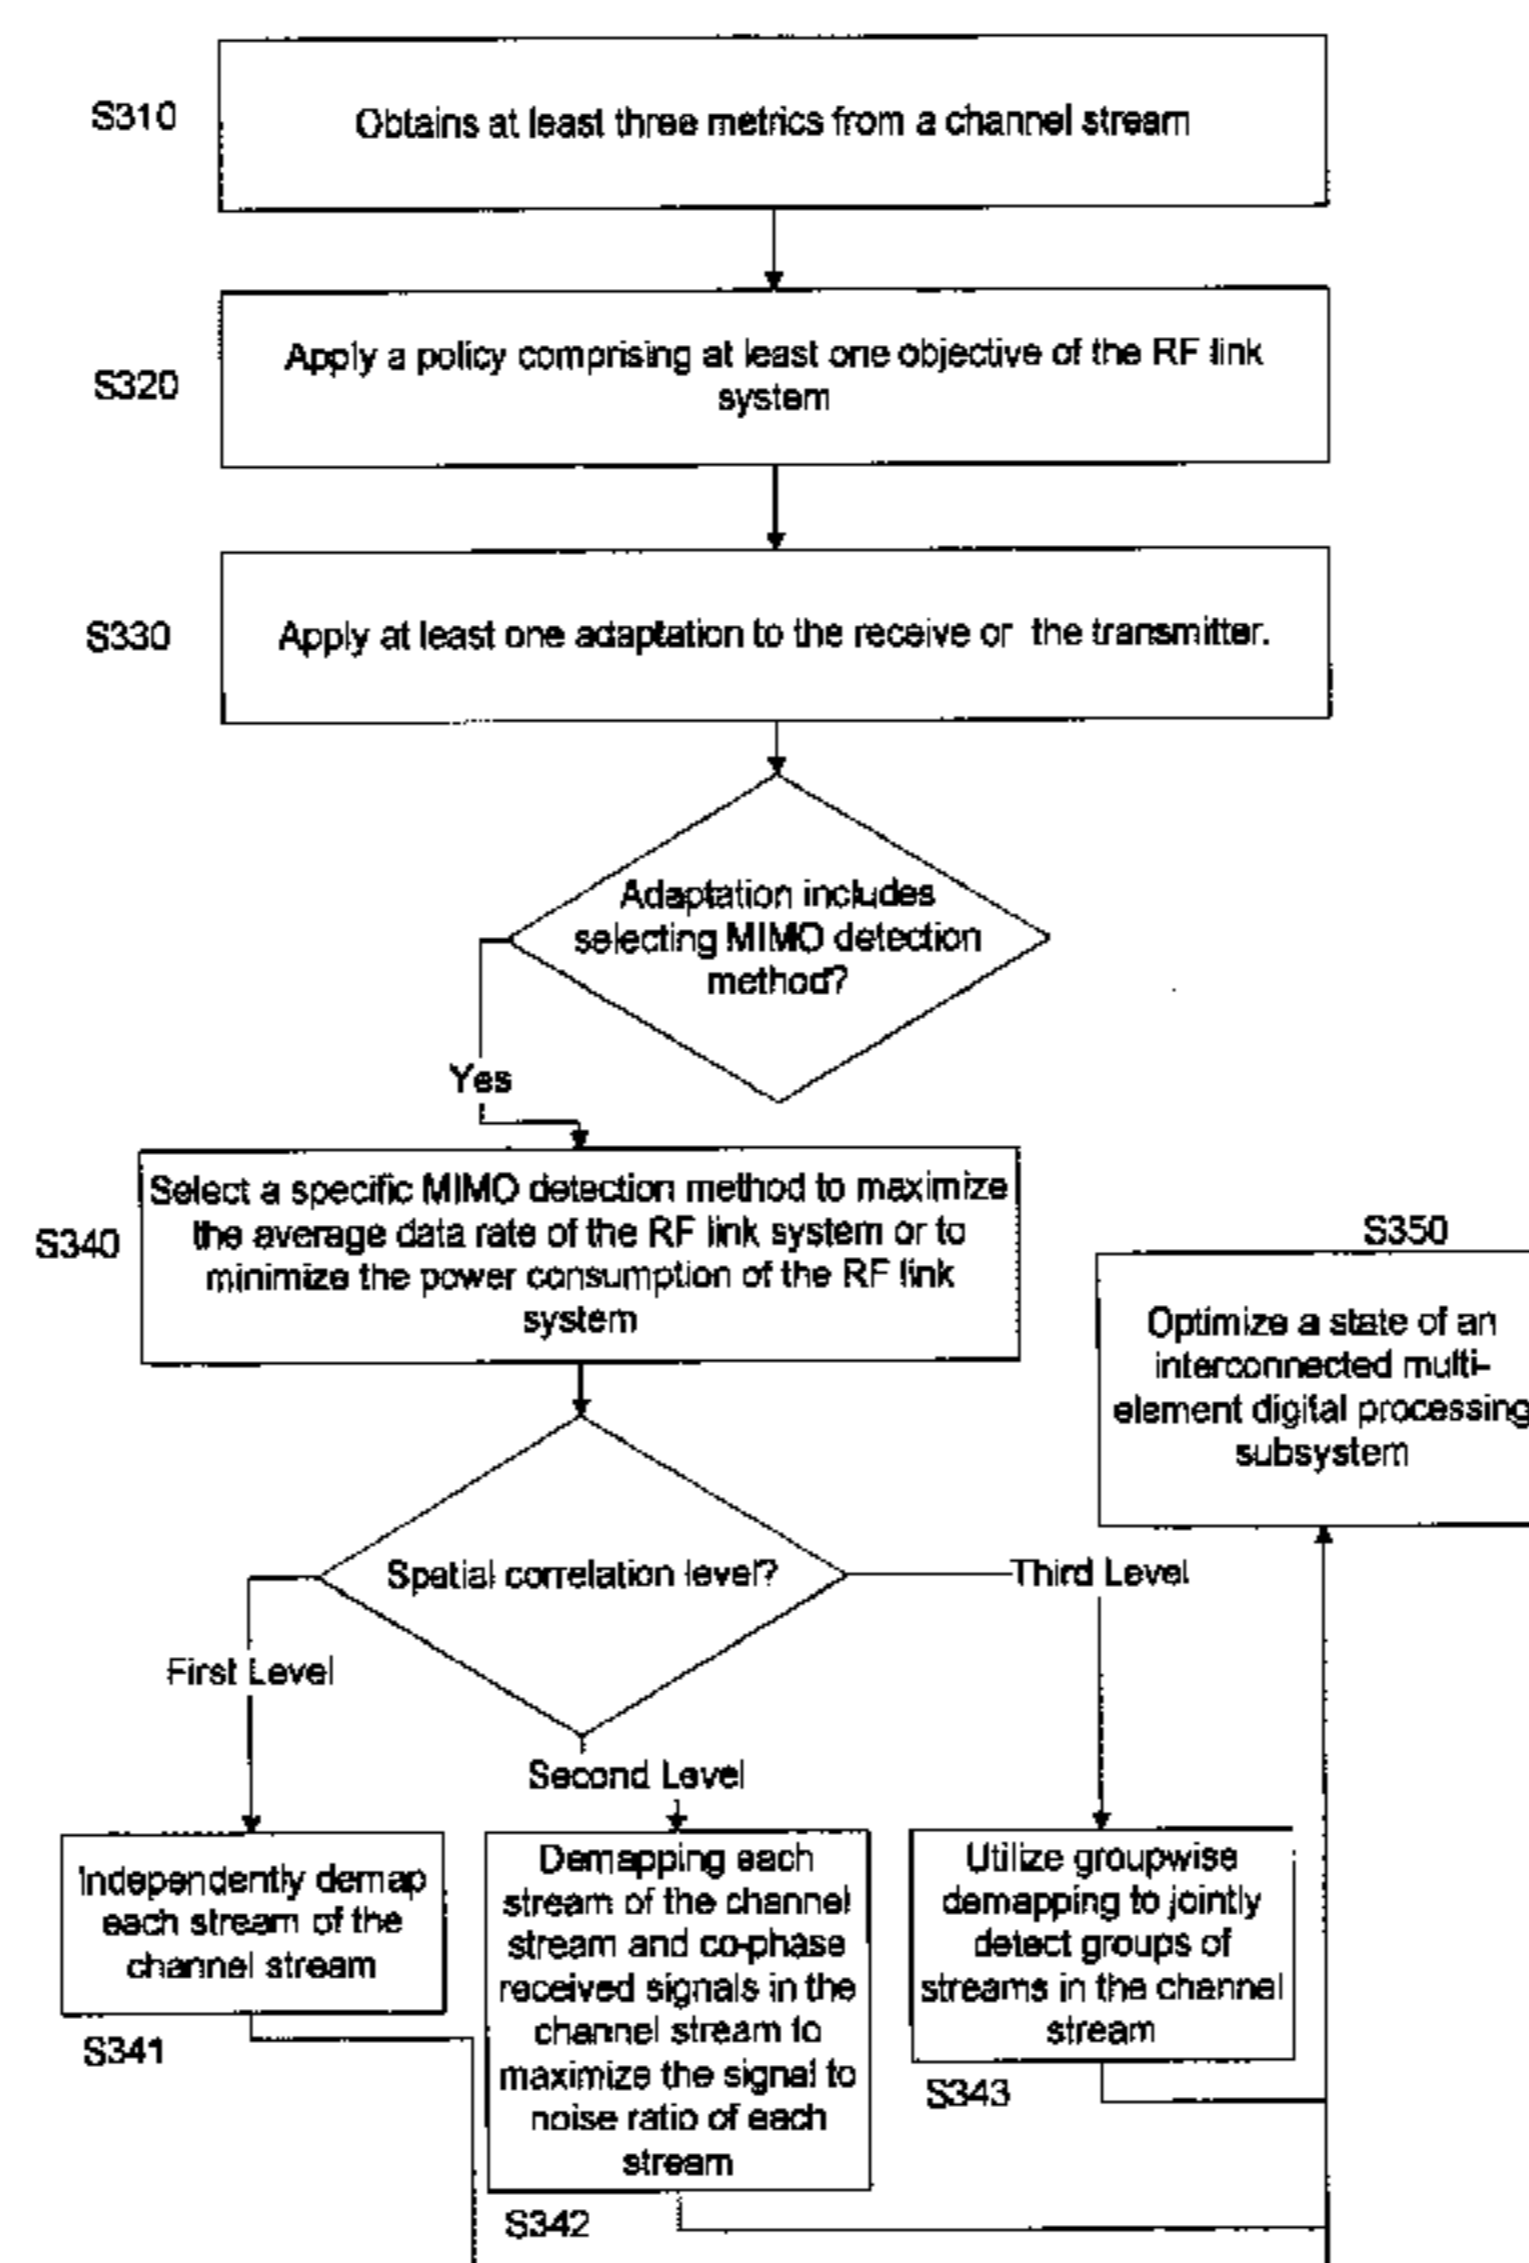 S310
Obtains at least three metrics from a channel stream
S320
Apply a policy comprising at least one objective of the RF link
system
S330
Apply at least one adaptation to the receive or the transmitter.
Adaptation includes
selecting MIMO detection
method?
Yes
S340
Select a specific MIMO detection method to maximize
the average data rate of the RF link system or to
minimize the power consumption of the RF link
system
S350
Optimize a state of an
interconnected multi-
element digital processing
subsystem
Spatial correlation level?
First Level
Second Level
Third Level
Independently demap
each stream of the
channel stream
S341
Demapping each
stream of the channel
stream and co-phase
received signals in the
channel stream to
maximize the signal to
noise ratio of each
stream
S342
Utilize groupwise
demapping to jointly
detect groups of
streams in the channel
stream
S343